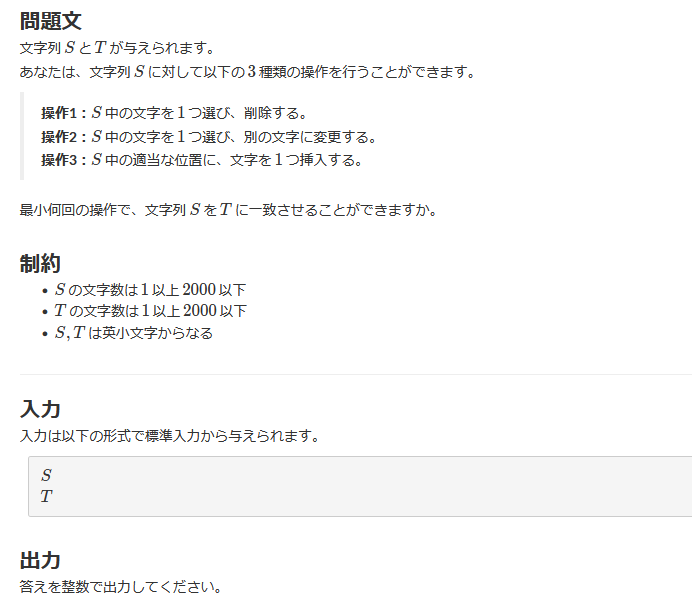 問題文
文字列 S と T が与えられます。
あなたは、文字列 S に対して以下の 3 種類の操作を行うことができます。
操作1：S 中の文字を 1 つ選び、削除する。
操作2：S 中の文字を 1 つ選び、別の文字に変更する。
操作3：S 中の適当な位置に、文字を 1 つ挿入する。
最小何回の操作で、文字列 S を T に一致させることができますか。
制約
• S の文字数は 1 以上 2000 以下
• T の文字数は 1 以上 2000 以下
• S, T は英小文字からなる
入力
入力は以下の形式で標準入力から与えられます。
S
T
出力
答えを整数で出力してください。